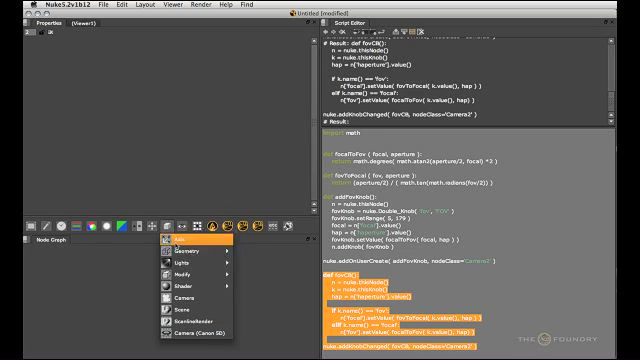 Nuke5.2v1b12 File Edit Layout Viewer Render Help
Untitled [modified]
Properties (Viewer1)
2
Script Editor
# Result: def fovCB():
n = nuke.thisNode()
k = nuke.thisKnob()
hap = n['haperture'].value()
if k.name() == 'fov':
n['focal'].setValue( fovToFocal( k.value(), hap ) )
elif k.name() == 'focal':
n['fov'].setValue( focalToFov( k.value(), hap) )
nuke.addKnobChanged( fovCB, nodeClass='Camera2' )
# Result:
import math
def focalToFov ( focal, aperture ):
return math.degrees( math.atan2(aperture/2, focal) *2 )
def fovToFocal ( fov, aperture ):
return (aperture/2) / ( math.tan(math.radians(fov/2)) )
def addFovKnob():
n = nuke.thisNode()
fovKnob = nuke.Double_Knob( 'fov', 'FOV' )
fovKnob.setRange( 5, 179 )
focal = n['focal'].value()
hap = n['haperture'].value()
fovKnob.setValue( focalToFov( focal, hap ) )
n.addKnob( fovKnob )
nuke.addOnUserCreate( addFovKnob, nodeClass='Camera2' )
def fovCB():
n = nuke.thisNode()
k = nuke.thisKnob()
hap = n['haperture'].value()
if k.name() == 'fov':
n['focal'].setValue( fovToFocal( k.value(), hap ) )
elif k.name() == 'focal':
n['fov'].setValue( focalToFov( k.value(), hap) )
nuke.addKnobChanged( fovCB, nodeClass='Camera2' )
Node Graph
Axis
Geometry
Lights
Modify
Shader
Camera
Scene
ScanlineRender
Camera (Canon 5D)
THE FOUNDRY